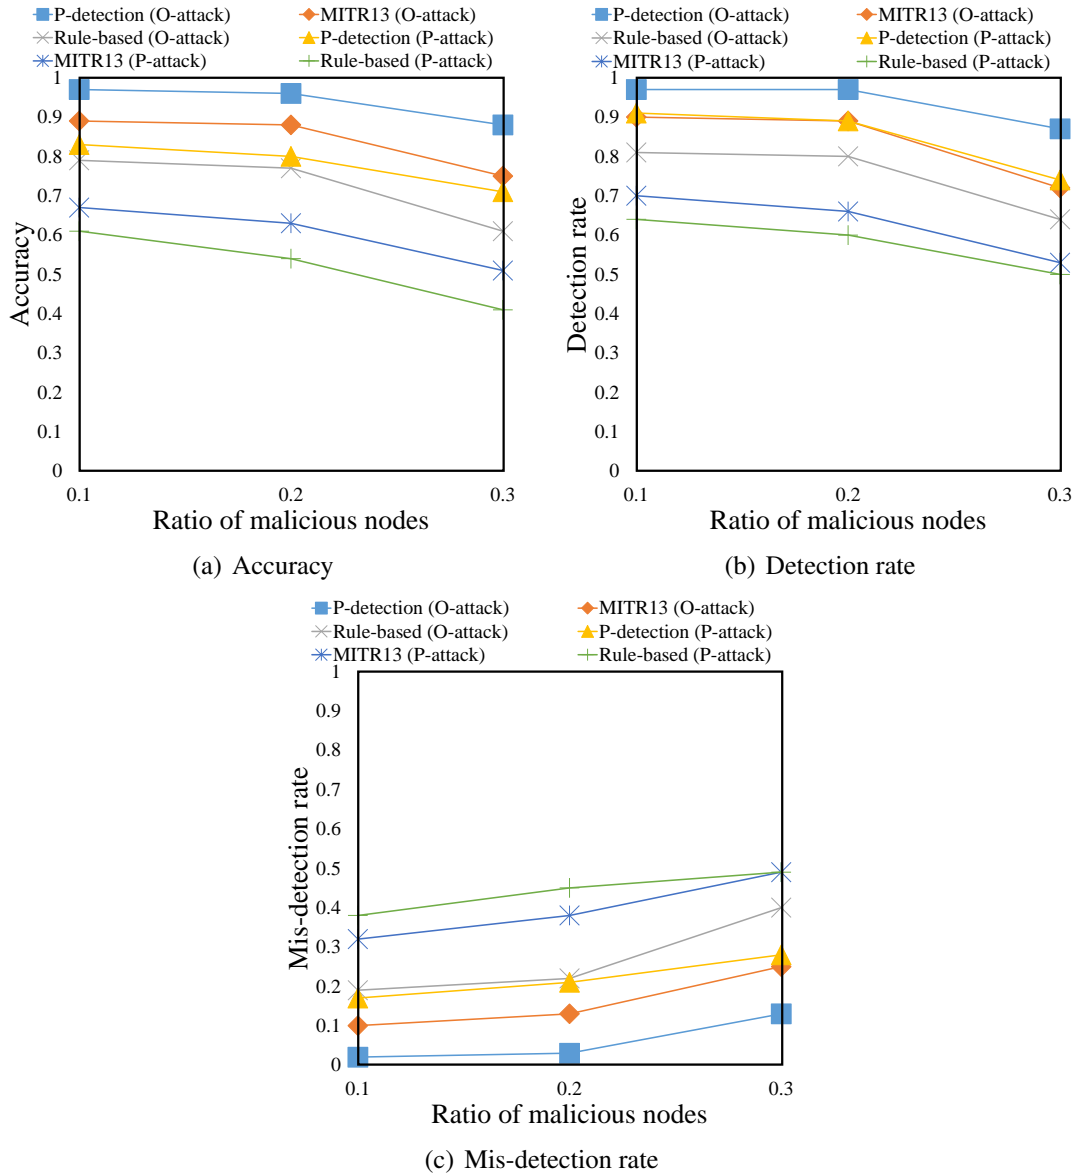 P-detection (O-attack) MITR13 (O-attack)
Rule-based (O-attack) P-detection (P-attack)
MITR13 (P-attack) Rule-based (P-attack)
1
0.9
0.8
0.7
0.6
0.5
0.4
0.3
0.2
0.1
0
Accuracy
0.1 0.2 0.3
Ratio of malicious nodes
(a) Accuracy
P-detection (O-attack) MITR13 (O-attack)
Rule-based (O-attack) P-detection (P-attack)
MITR13 (P-attack) Rule-based (P-attack)
1
0.9
0.8
0.7
0.6
0.5
0.4
0.3
0.2
0.1
0
Detection rate
0.1 0.2 0.3
Ratio of malicious nodes
(b) Detection rate
P-detection (O-attack) MITR13 (O-attack)
Rule-based (O-attack) P-detection (P-attack)
MITR13 (P-attack) Rule-based (P-attack)
1
0.9
0.8
0.7
0.6
0.5
0.4
0.3
0.2
0.1
0
Mis-detection rate
0.1 0.2 0.3
Ratio of malicious nodes
(c) Mis-detection rate